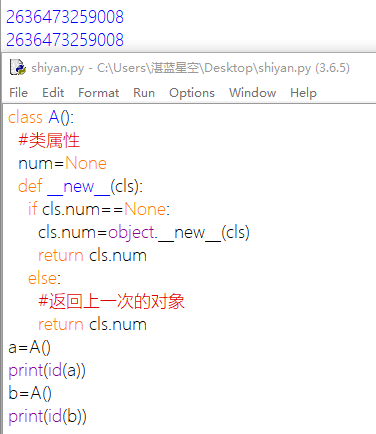 2636473259008
2636473259008
shiyan.py - C:\Users\湛蓝星空\Desktop\shiyan.py (3.6.5)
File Edit Format Run Options Window Help
class A():
  #类属性
  num=None
  def __new__(cls):
    if cls.num==None:
      cls.num=object.__new__(cls)
      return cls.num
    else:
      #返回上一次的对象
      return cls.num
a=A()
print(id(a))
b=A()
print(id(b))